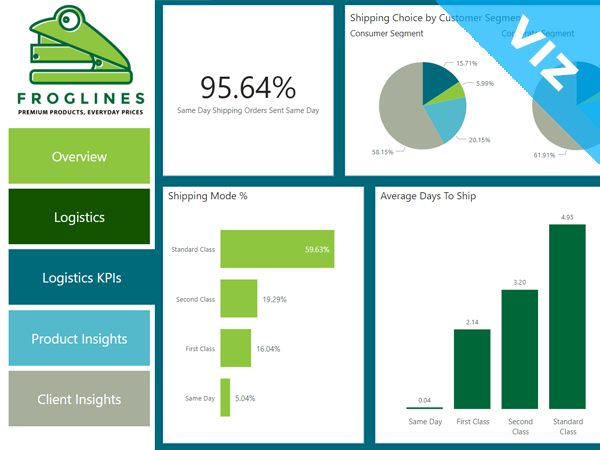 FROGLINES
PREMIUM PRODUCTS, EVERYDAY PRICES
Overview
Logistics
Logistics KPIs
Product Insights
Client Insights
95.64%
Same Day Shipping Orders Sent Same Day
Shipping Choice by Customer Segment
Consumer Segment
15.71%
5.99%
20.15%
58.15%
Corporate Segment
61.91%
VIZ
Shipping Mode %
Standard Class
59.63%
Second Class
19.29%
First Class
16.04%
Same Day
5.04%
Average Days To Ship
0.04
2.14
3.20
4.95
Same Day
First Class
Second
Class
Standard
Class